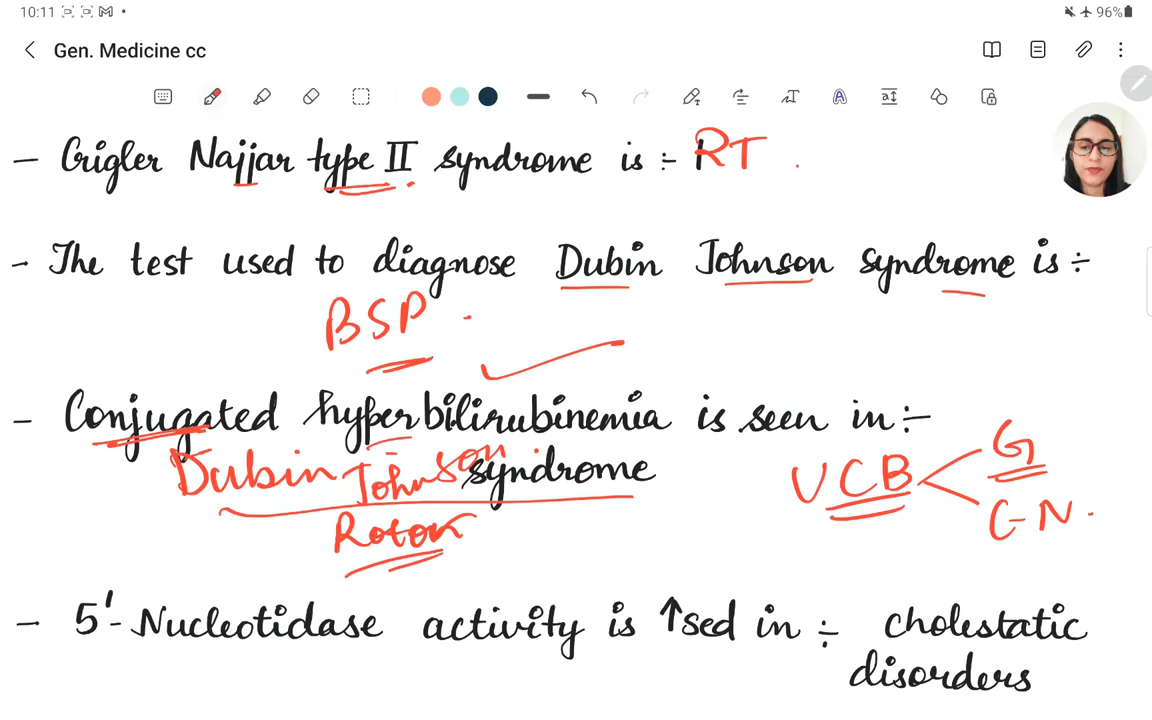 10:11 96%
Gen. Medicine cc
- Crigler Najjar type II syndrome is :- RT .
- The test used to diagnose Dubin Johnson syndrome is :-
BSP .
- Conjugated hyperbilirubinemia is seen in :-
Dubin Johnson syndrome
Rotor
UCB < G
C-N .
- 5'-Nucleotidase activity is ↑sed in :- cholestatic
disorders